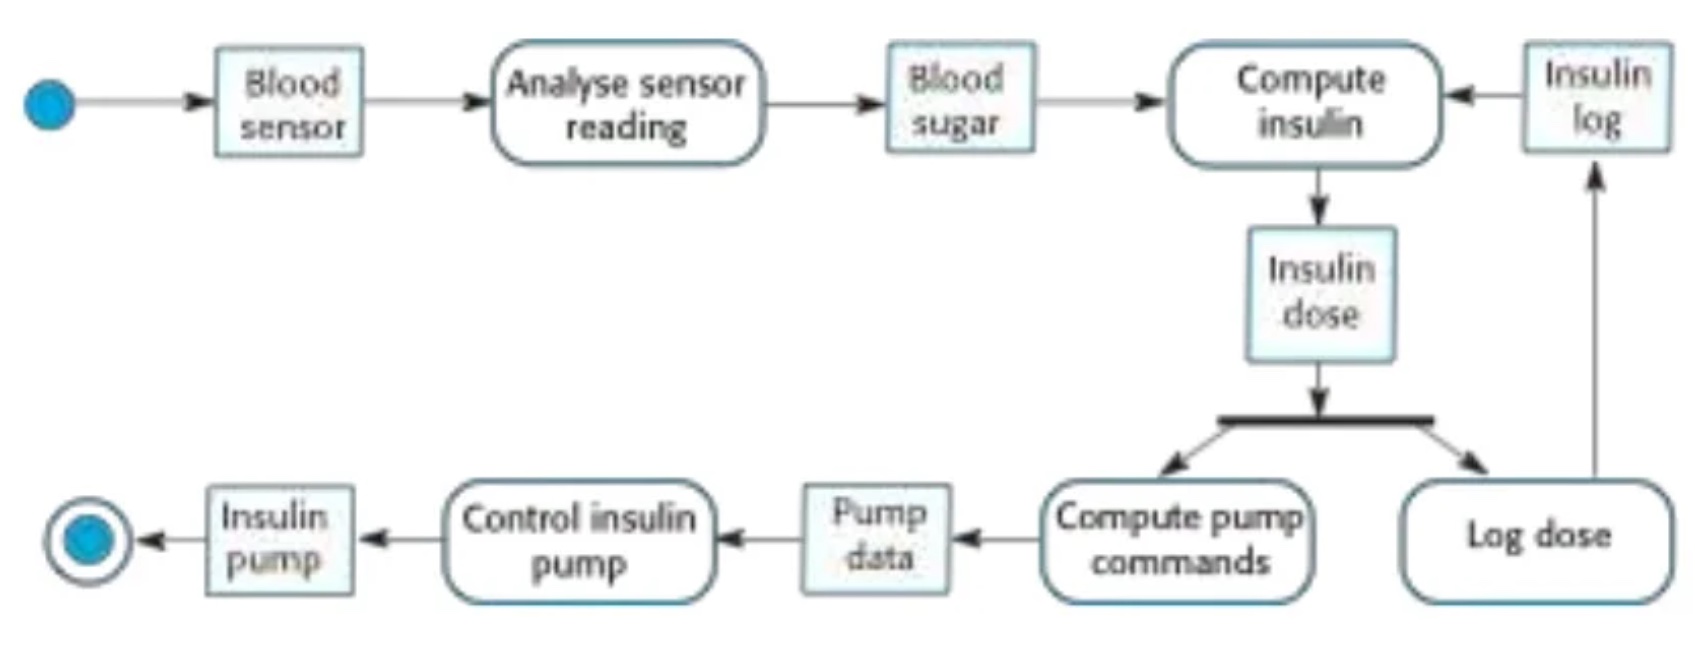 Blood
sensor
Analyse sensor
reading
Blood
sugar
Compute
insulin
Insulin
log
Insulin
dose
Insulin
pump
Control insulin
pump
Pump
data
Compute pump
commands
Log dose